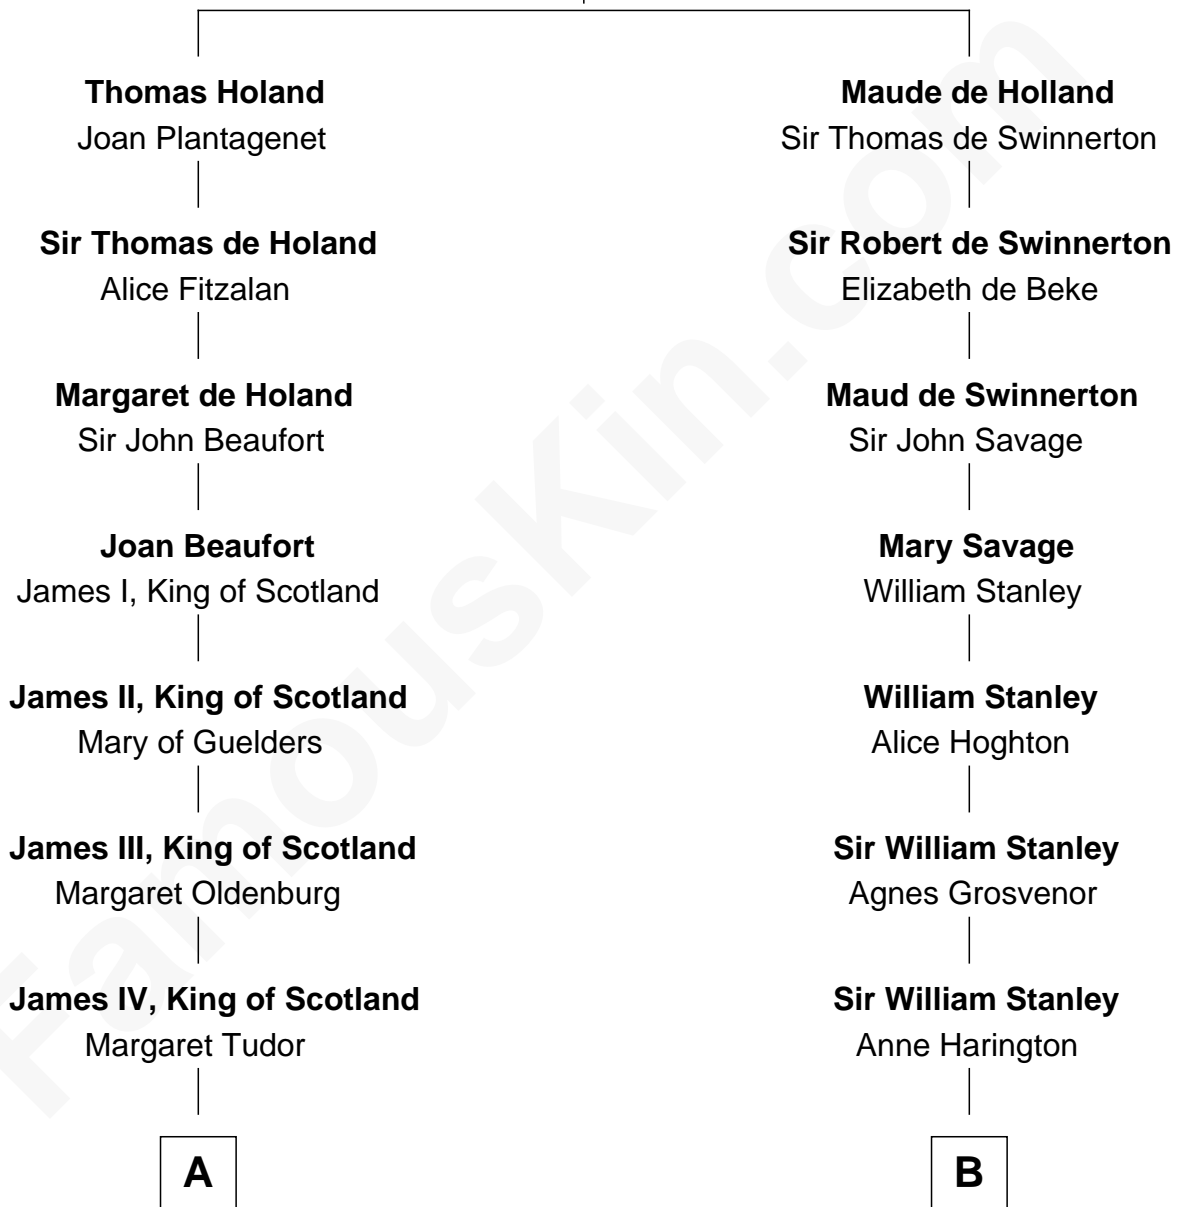 Thomas Holand
Joan Plantagenet
Sir Thomas de Holand
Alice Fitzalan
Margaret de Holand
Sir John Beaufort
Joan Beaufort
James I, King of Scotland
James II, King of Scotland
Mary of Guelders
James III, King of Scotland
Margaret Oldenburg
James IV, King of Scotland
Margaret Tudor
A
Maude de Holland
Sir Thomas de Swinnerton
Sir Robert de Swinnerton
Elizabeth de Beke
Maud de Swinnerton
Sir John Savage
Mary Savage
William Stanley
William Stanley
Alice Hoghton
Sir William Stanley
Agnes Grosvenor
Sir William Stanley
Anne Harington
B
FamousKin.com